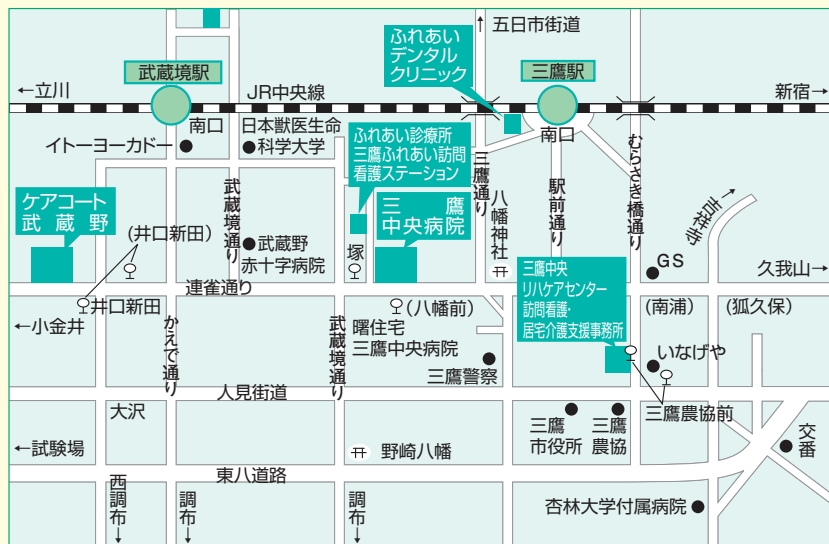 ↑五日市街道
ふれあい
デンタル
クリニック
武蔵境駅
三鷹駅
←立川
JR中央線
新宿→
南口
イトーヨーカドー
日本獣医生命
科学大学
南口
ふれあい診療所
三鷹ふれあい訪問
看護ステーション
三鷹通り
八幡神社
駅前通り
むらさき橋通り
吉祥寺→
ケアコート
武蔵野
(井口新田)
武蔵境通り
武蔵野
赤十字病院
塚
三鷹
中央病院
三鷹中央
リハケアセンター
訪問看護・
居宅介護支援事務所
GS
久我山→
連雀通り
井口新田
(八幡前)
(南浦)
(狐久保)
←小金井
かえで通り
武蔵境通り
曙住宅
三鷹中央病院
三鷹警察
いなげや
人見街道
三鷹農協前
大沢
三鷹
市役所
三鷹
農協
交番
←試験場
野崎八幡
東八道路
西調布→
調布→
調布→
杏林大学付属病院